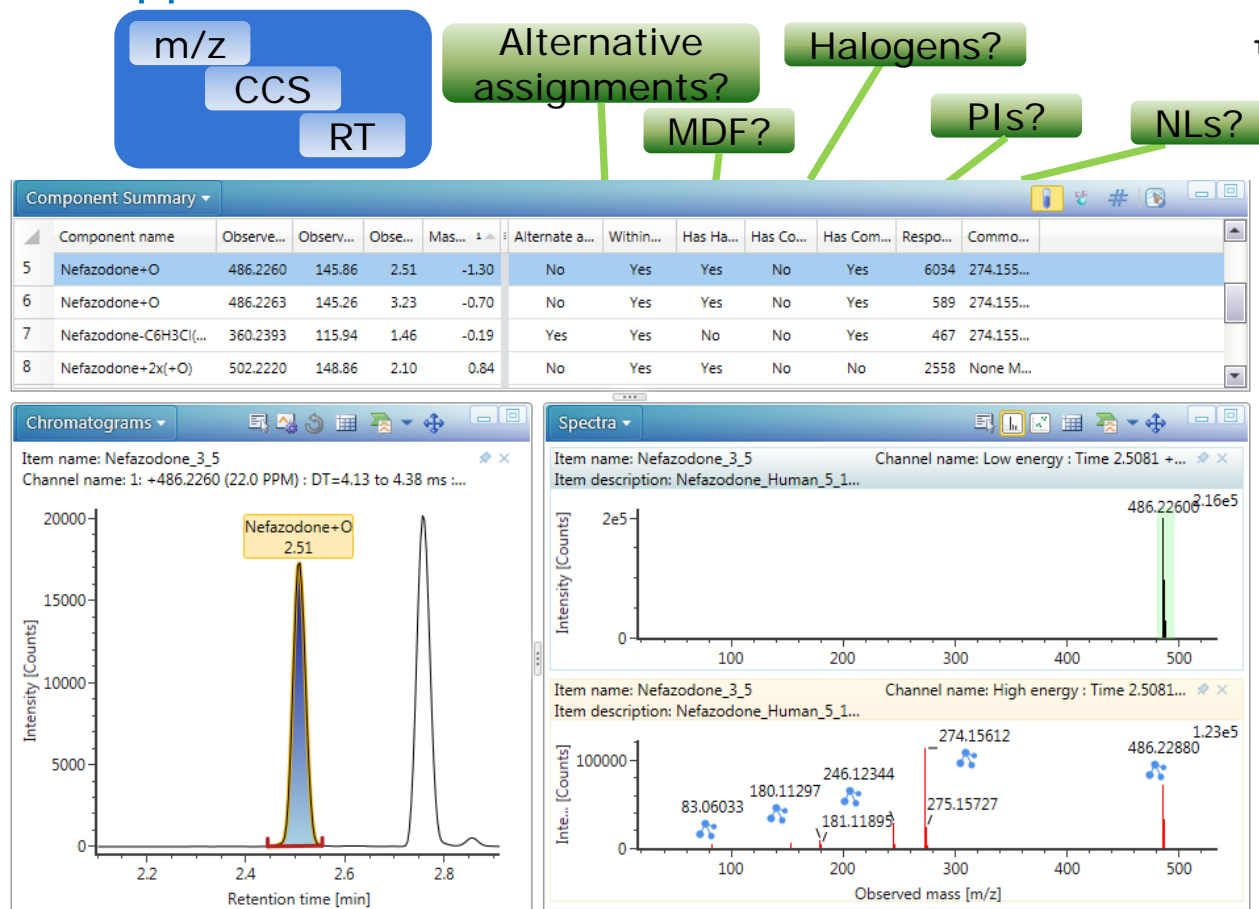 m/z
CCS
RT
Alternative
assignments?
MDF?
Halogens?
PIs?
NLs?
Component Summary
Component name Observe... Observ... Obse... Mas... 1 Alternate a... Within... Has Ha... Has Co... Has Com... Respo... Commo...
5 Nefazodone+O 486.2260 145.86 2.51 -1.30 No Yes Yes No Yes 6034 274.155...
6 Nefazodone+O 486.2263 145.26 3.23 -0.70 No Yes Yes No Yes 589 274.155...
7 Nefazodone-C6H3Cl(... 360.2393 115.94 1.46 -0.19 Yes Yes No No Yes 467 274.155...
8 Nefazodone+2x(+O) 502.2220 148.86 2.10 0.84 No Yes Yes No No 2558 None M...
Chromatograms
Item name: Nefazodone_3_5
Channel name: 1: +486.2260 (22.0 PPM) : DT=4.13 to 4.38 ms :...
Nefazodone+O
2.51
20000
15000
10000
5000
0
Intensity [Counts]
2.2 2.4 2.6 2.8
Retention time [min]
Spectra
Item name: Nefazodone_3_5 Channel name: Low energy : Time 2.5081 +...
Item description: Nefazodone_Human_5_1...
486.22600 2.16e5
2e5
0
Intensity [Counts]
100 200 300 400 500
Item name: Nefazodone_3_5 Channel name: High energy : Time 2.5081...
Item description: Nefazodone_Human_5_1...
1.23e5
274.15612
486.22880
246.12344
180.11297
83.06033
275.15727
181.11895
100000
0
Inte... [Counts]
100 200 300 400 500
Observed mass [m/z]